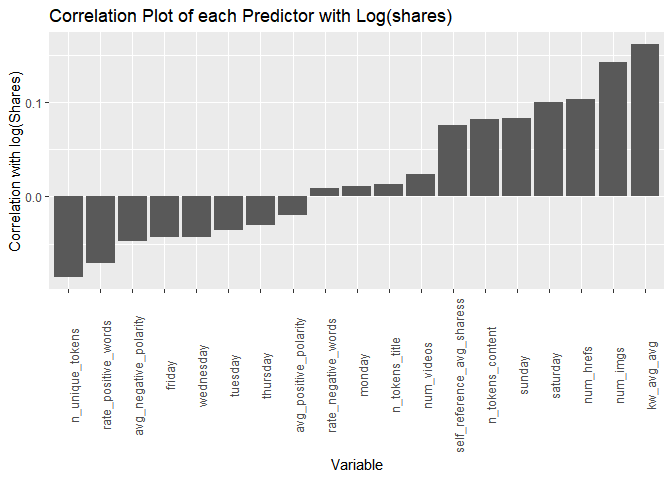 Correlation Plot of each Predictor with Log(shares)
Correlation with log(Shares)
0.1
0.0
n_unique_tokens
rate_positive_words
avg_negative_polarity
friday
wednesday
tuesday
thursday
avg_positive_polarity
rate_negative_words
monday
n_tokens_title
num_videos
self_reference_avg_sharess
n_tokens_content
sunday
saturday
num_hrefs
num_imgs
kw_avg_avg
Variable